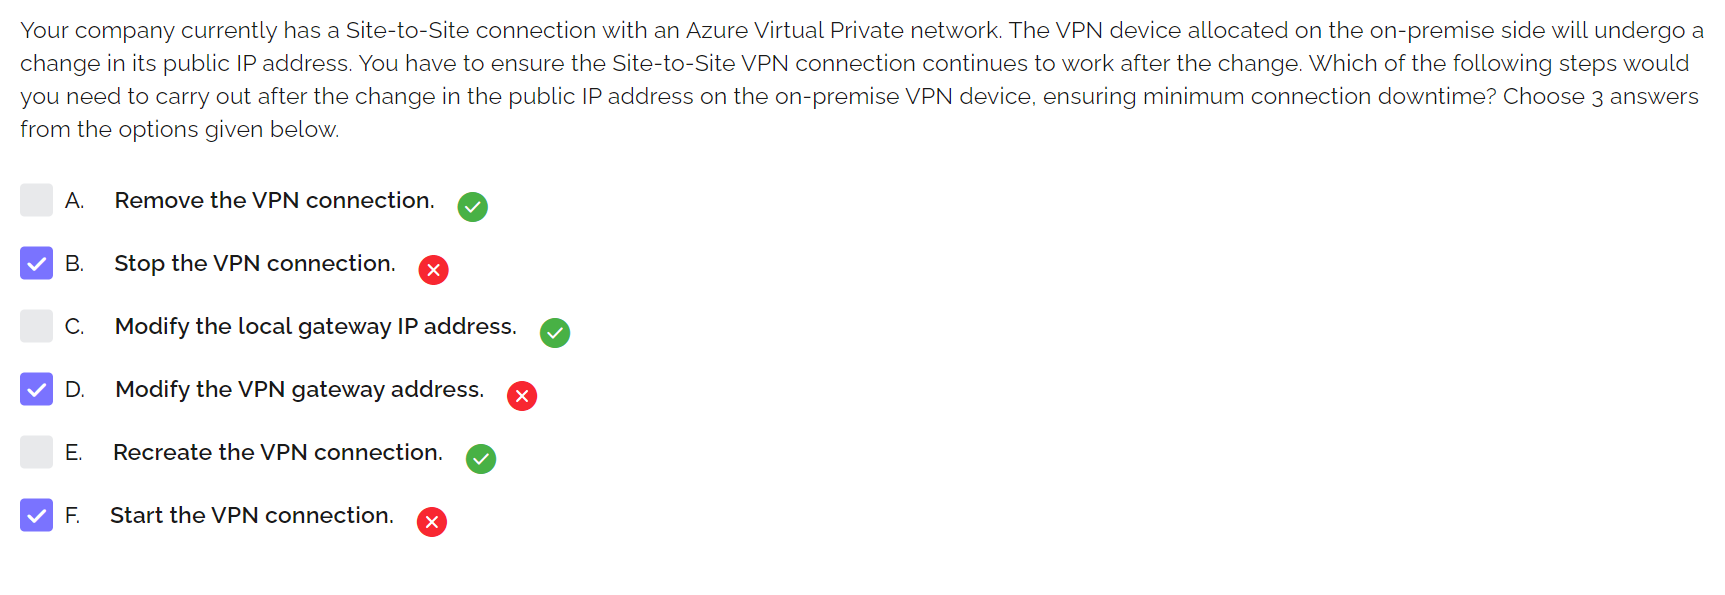 Your company currently has a Site-to-Site connection with an Azure Virtual Private network. The VPN device allocated on the on-premise side will undergo a
change in its public IP address. You have to ensure the Site-to-Site VPN connection continues to work after the change. Which of the following steps would
you need to carry out after the change in the public IP address on the on-premise VPN device, ensuring minimum connection downtime? Choose 3 answers
from the options given below.
A. Remove the VPN connection.
B. Stop the VPN connection.
C. Modify the local gateway IP address.
D. Modify the VPN gateway address.
E. Recreate the VPN connection.
F. Start the VPN connection.